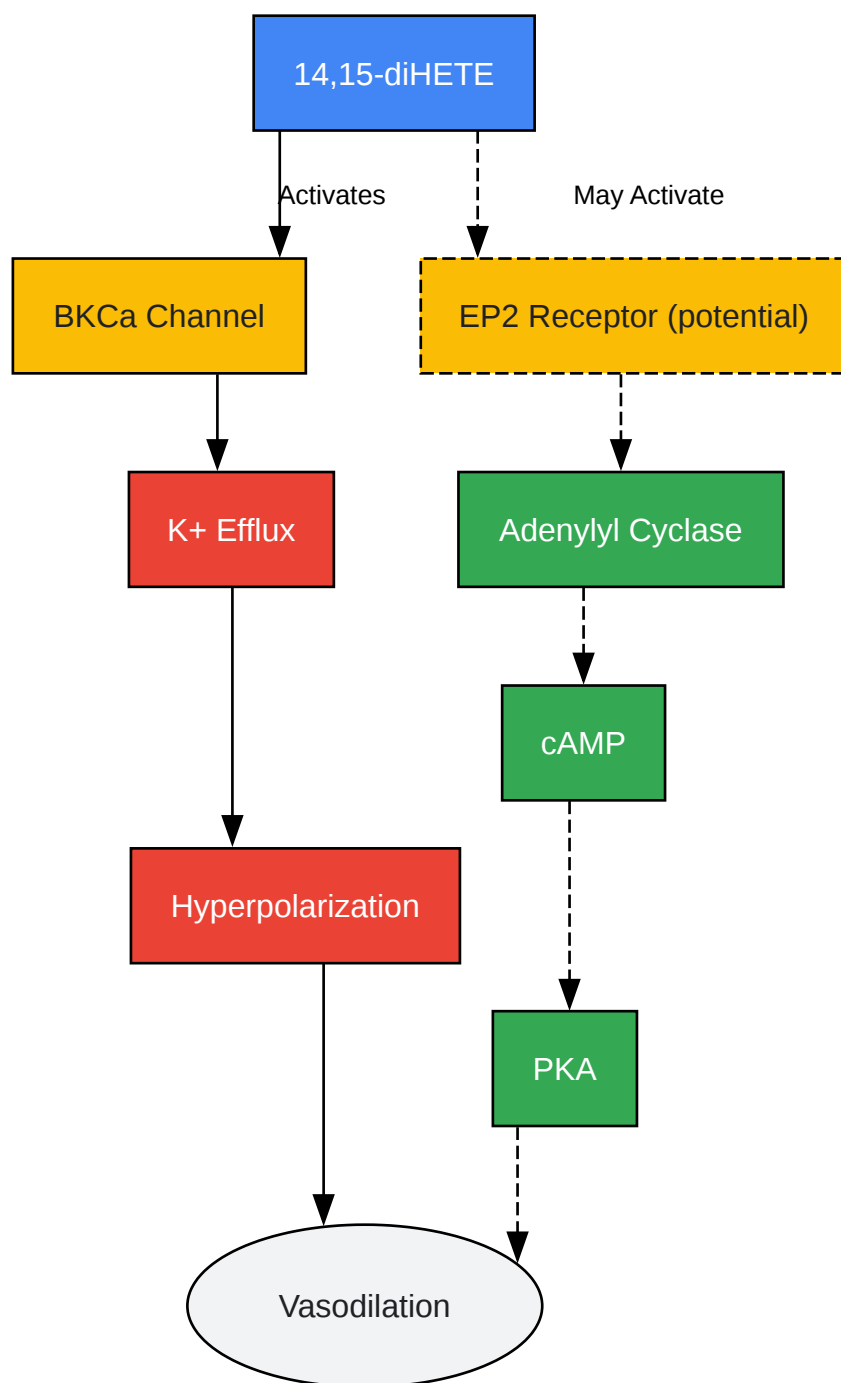 14,15-diHETE
Activates
May Activate
BKCa Channel
EP2 Receptor (potential)
K+ Efflux
Adenylyl Cyclase
cAMP
Hyperpolarization
PKA
Vasodilation